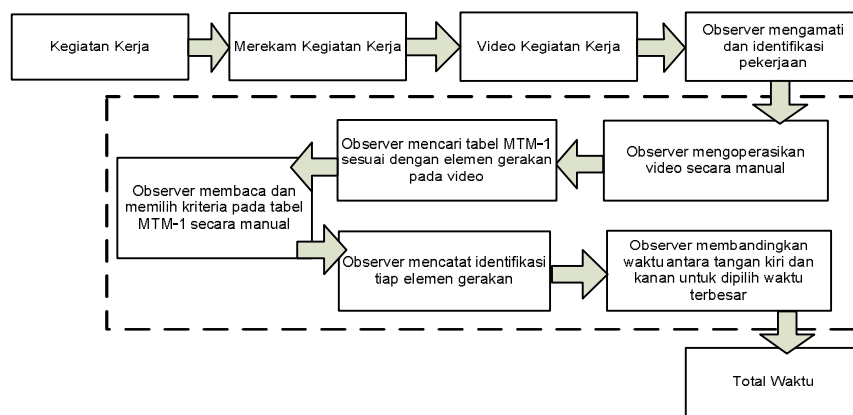 Kegiatan Kerja
Merekam Kegiatan Kerja
Video Kegiatan Kerja
Observer mengamati
dan identifikasi
pekerjaan
Observer mengoperasikan
video secara manual
Observer mencari tabel MTM-1
sesuai dengan elemen gerakan
pada video
Observer membaca dan
memilih kriteria pada tabel
MTM-1 secara manual
Observer mencatat identifikasi
tiap elemen gerakan
Observer membandingkan
waktu antara tangan kiri dan
kanan untuk dipilih waktu
terbesar
Total Waktu